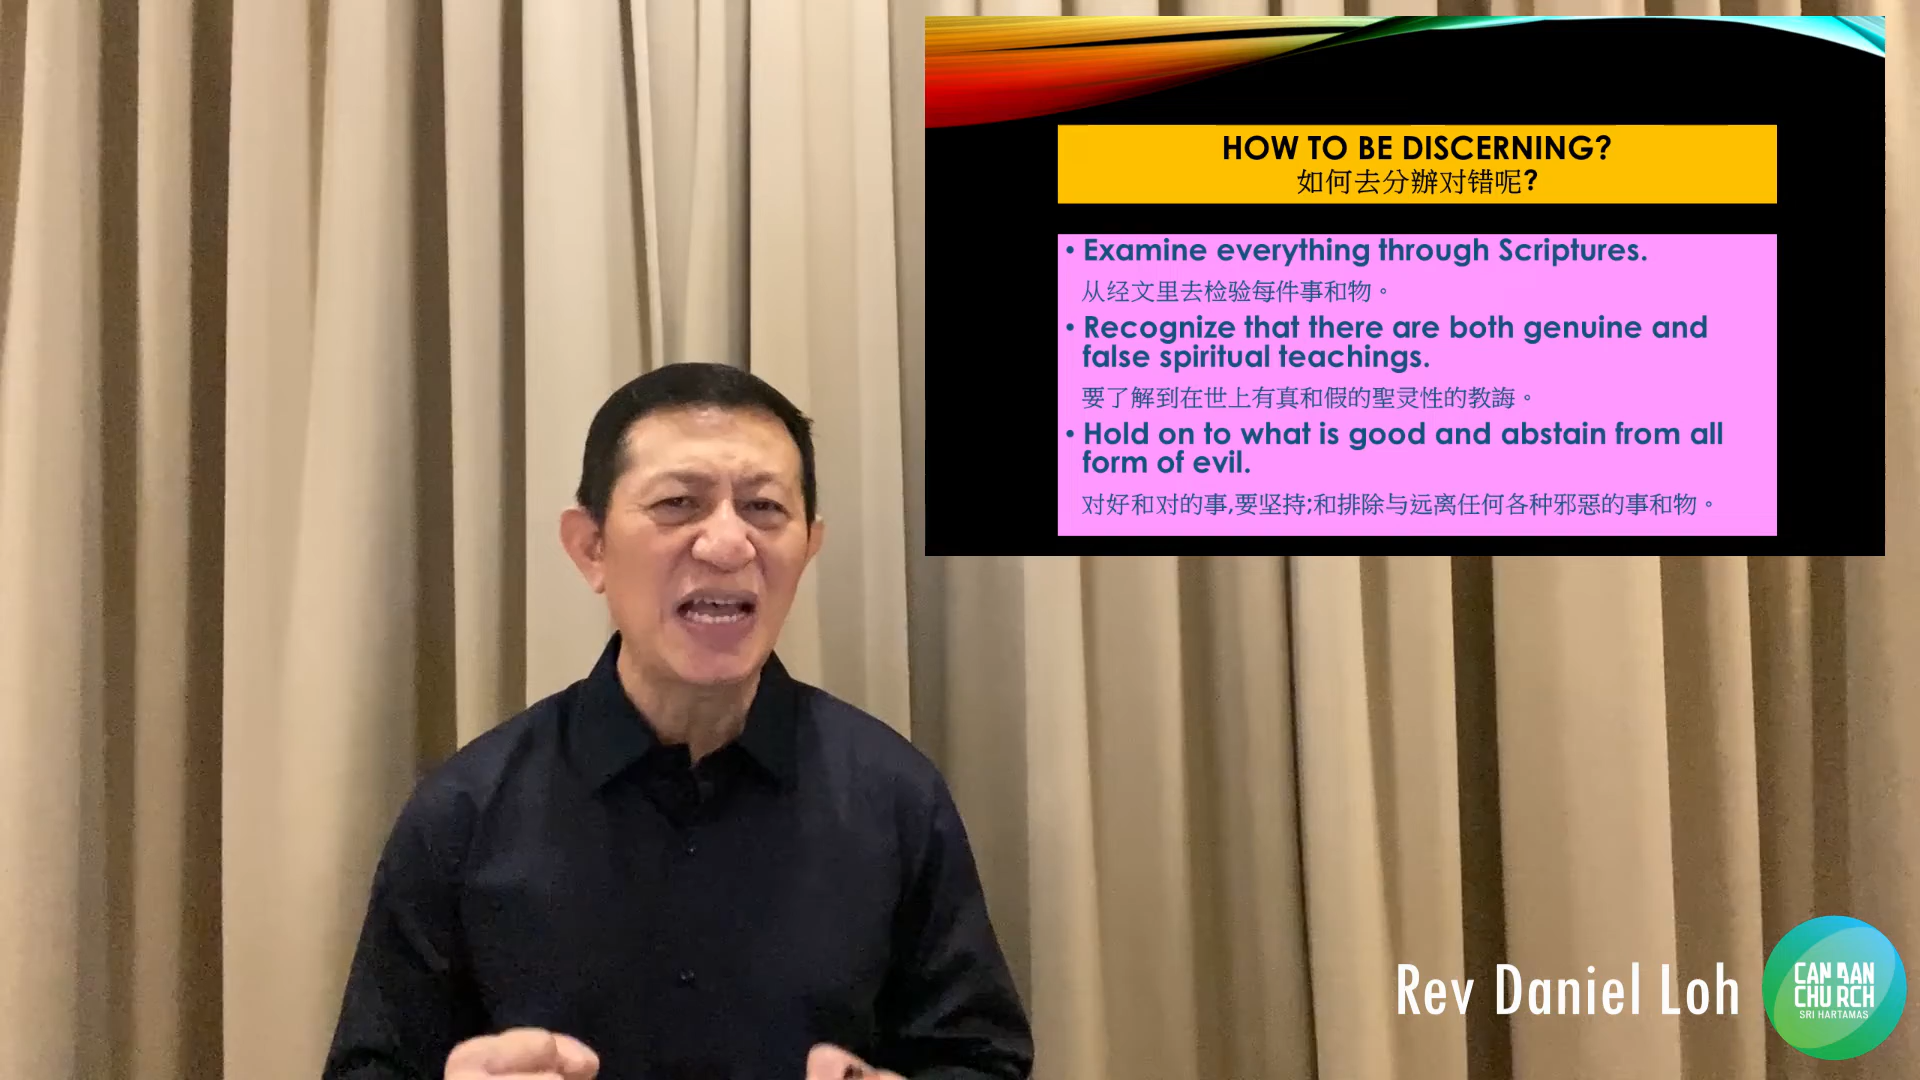 HOW TO BE DISCERNING?
如何去分辦对错呢?
• Examine everything through Scriptures.
从经文里去检验每件事和物。
• Recognize that there are both genuine and
false spiritual teachings.
要了解到在世上有真和假的聖灵性的教誨。
• Hold on to what is good and abstain from all
form of evil.
对好和对的事,要坚持;和排除与远离任何各种邪惡的事和物。
Rev Daniel Loh
CANAAN
CHURCH
SRI HARTAMAS